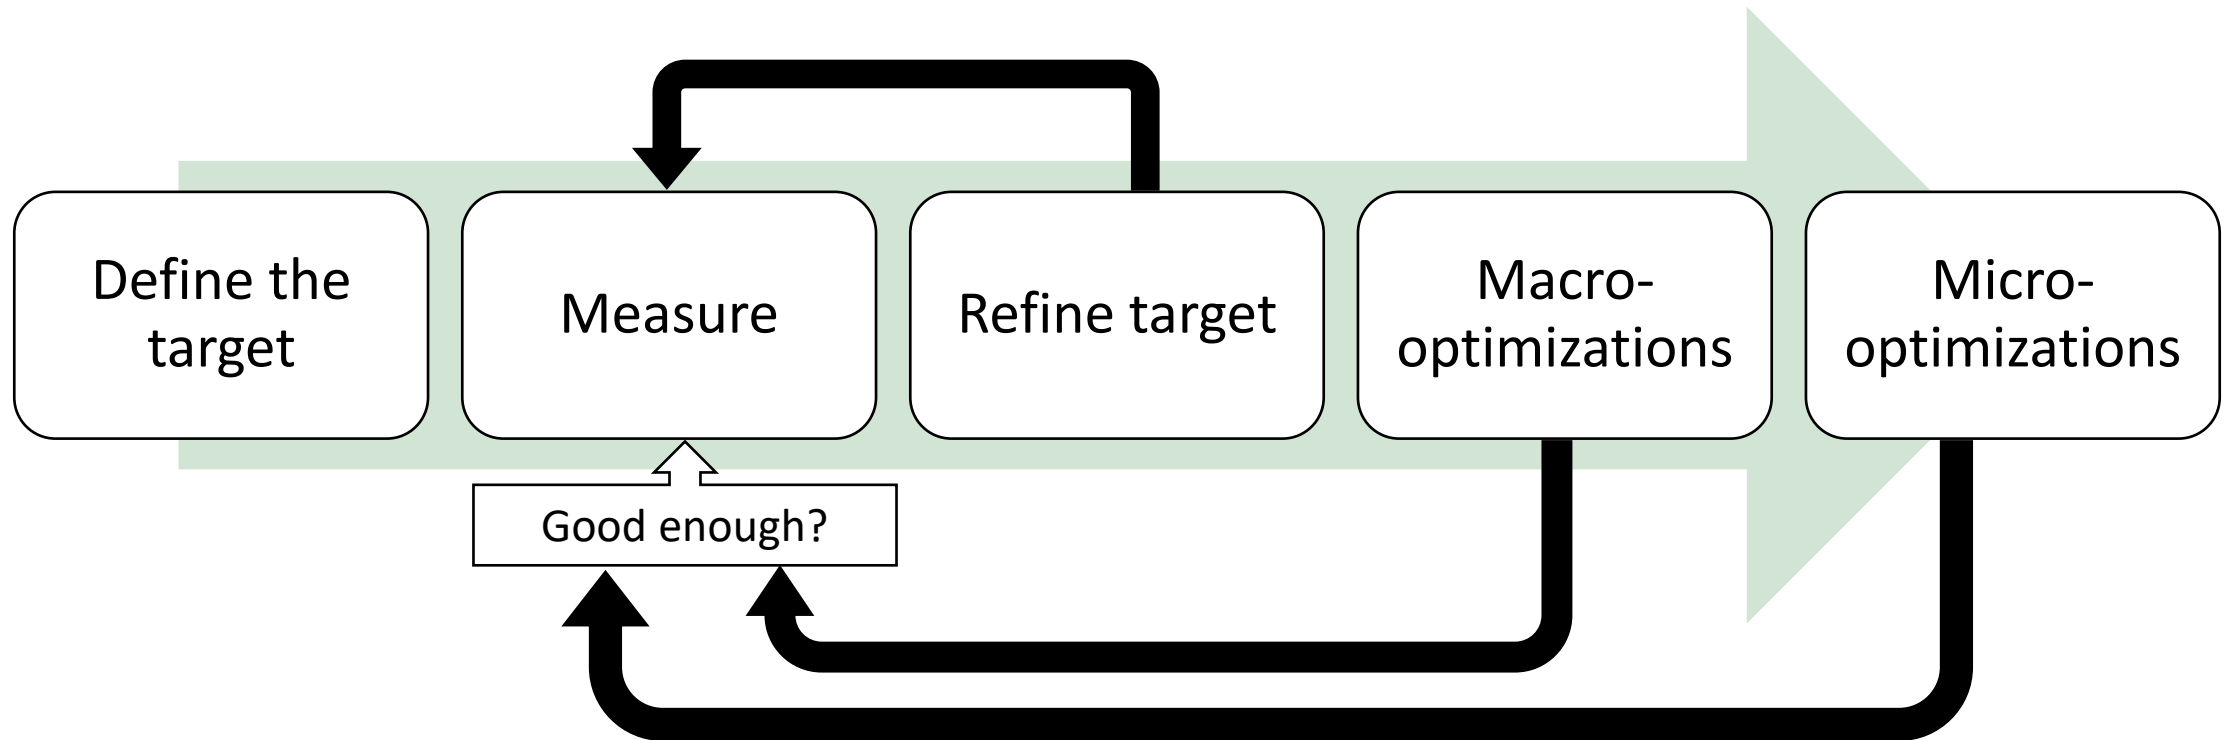 Define the
target
Measure
Refine target
Macro-
optimizations
Micro-
optimizations
Good enough?